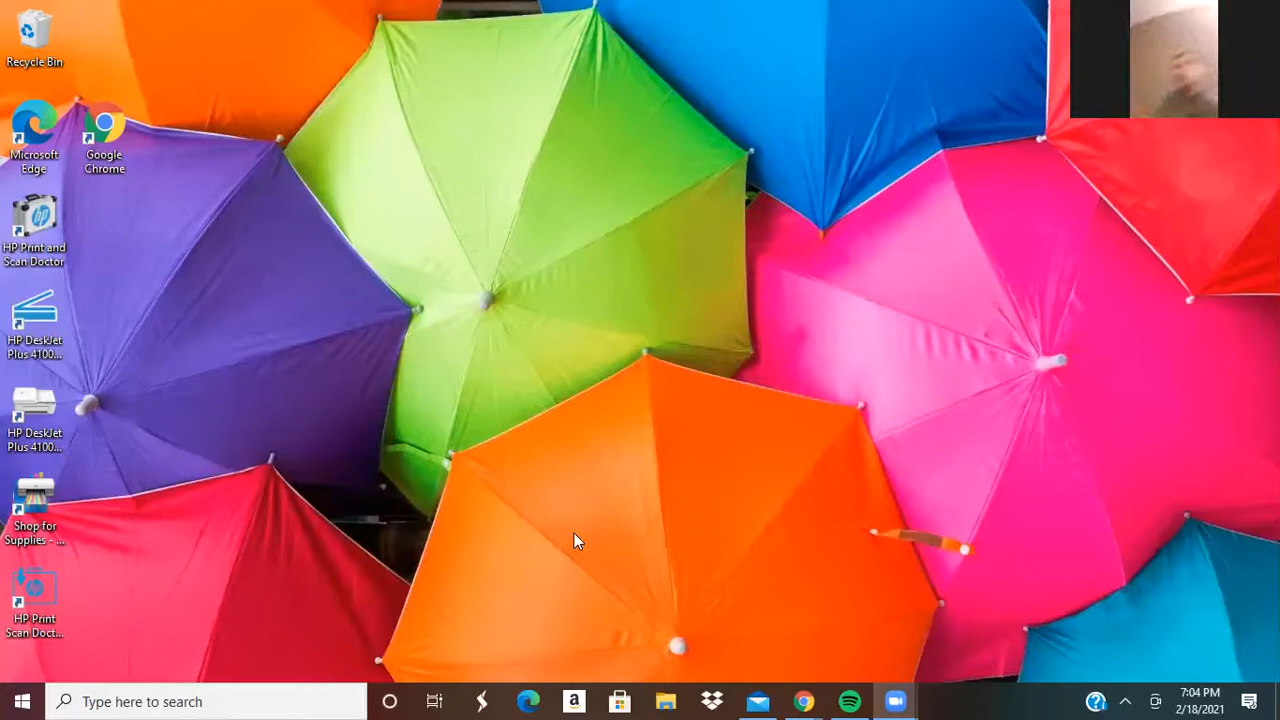 Recycle Bin
Microsoft
Edge
Google
Chrome
HP Print and
Scan Doctor
HP DeskJet
Plus 4100...
HP DeskJet
Plus 4100...
Shop for
Supplies - ...
HP Print
Scan Doct...
Type here to search
7:04 PM
2/18/2021